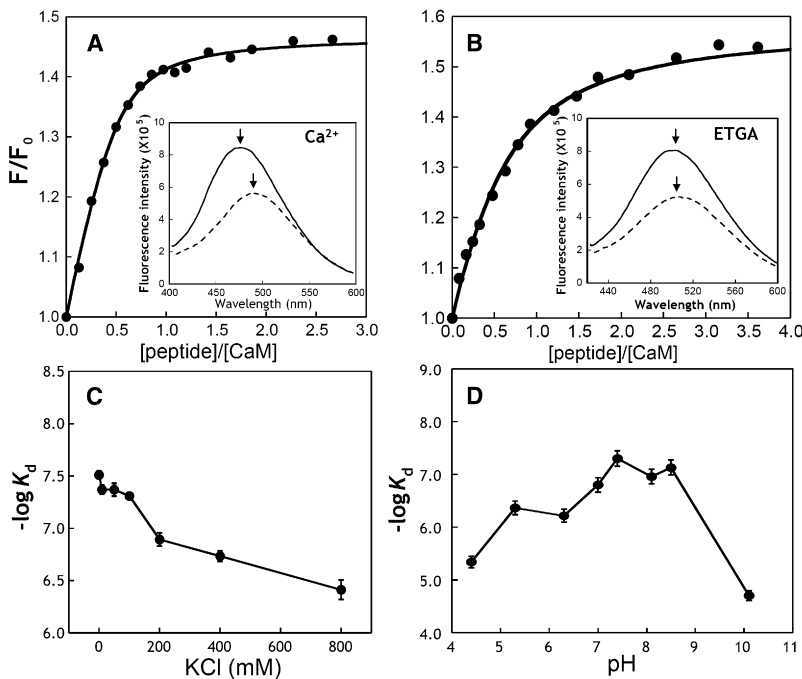 A
F/F0
1.5
1.4
1.3
1.2
1.1
1.0
0.0 0.5 1.0 1.5 2.0 2.5 3.0
[peptide]/[CaM]
Ca2+
Fluorescence intensity (X10 5)
10
8
6
4
2
0
400 450 500 550 600
Wavelength (nm)
B
1.6
1.5
1.4
1.3
1.2
1.1
1.0
0.0 0.5 1.0 1.5 2.0 2.5 3.0 3.5 4.0
[peptide]/[CaM]
ETGA
Fluorescence intensity (X10 5)
10
8
6
4
2
0
440 480 520 560 600
Wavelength (nm)
C
-log Kd
8.5
8.0
7.5
7.0
6.5
6.0
0 200 400 600 800
KCl (mM)
D
-log Kd
9.0
8.0
7.0
6.0
5.0
4.0
4 5 6 7 8 9 10 11
pH